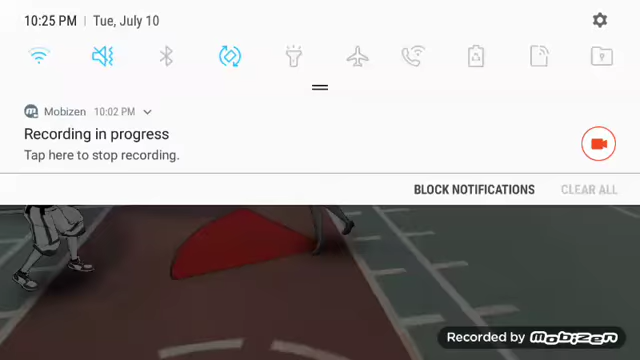 10:25 PM | Tue, July 10
Mobizen 10:02 PM
Recording in progress
Tap here to stop recording.
BLOCK NOTIFICATIONS CLEAR ALL
Recorded by MOBIZEN